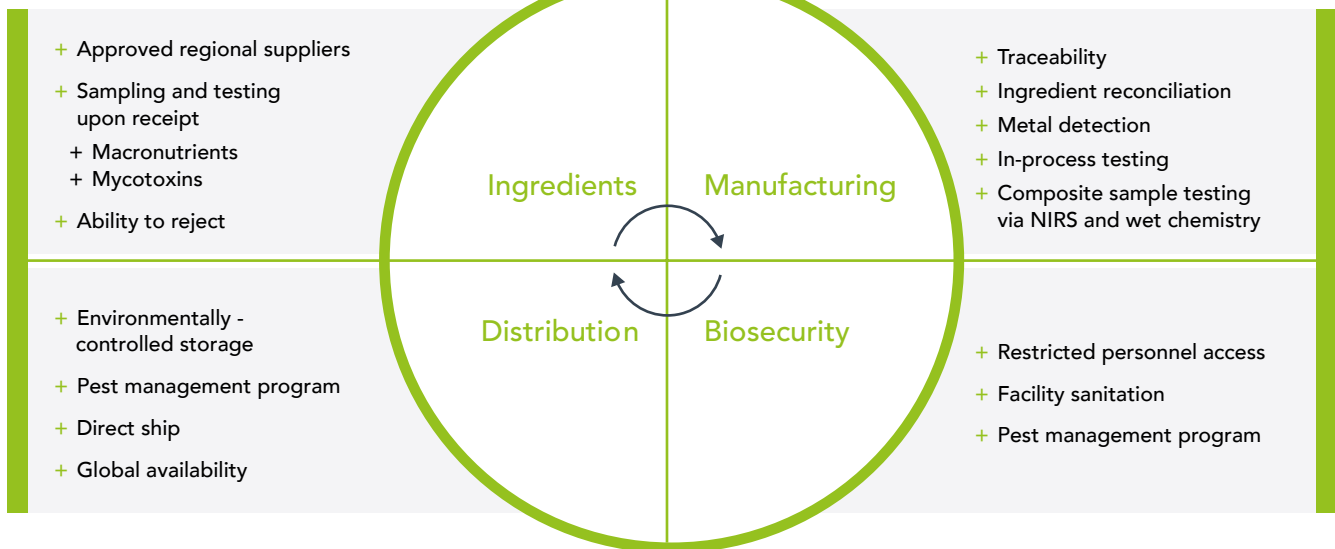 + Approved regional suppliers
+ Sampling and testing
upon receipt
+ Macronutrients
+ Mycotoxins
+ Ability to reject
Ingredients
Manufacturing
+ Traceability
+ Ingredient reconciliation
+ Metal detection
+ In-process testing
+ Composite sample testing
via NIRS and wet chemistry
+ Environmentally -
controlled storage
+ Pest management program
+ Direct ship
+ Global availability
Distribution
Biosecurity
+ Restricted personnel access
+ Facility sanitation
+ Pest management program